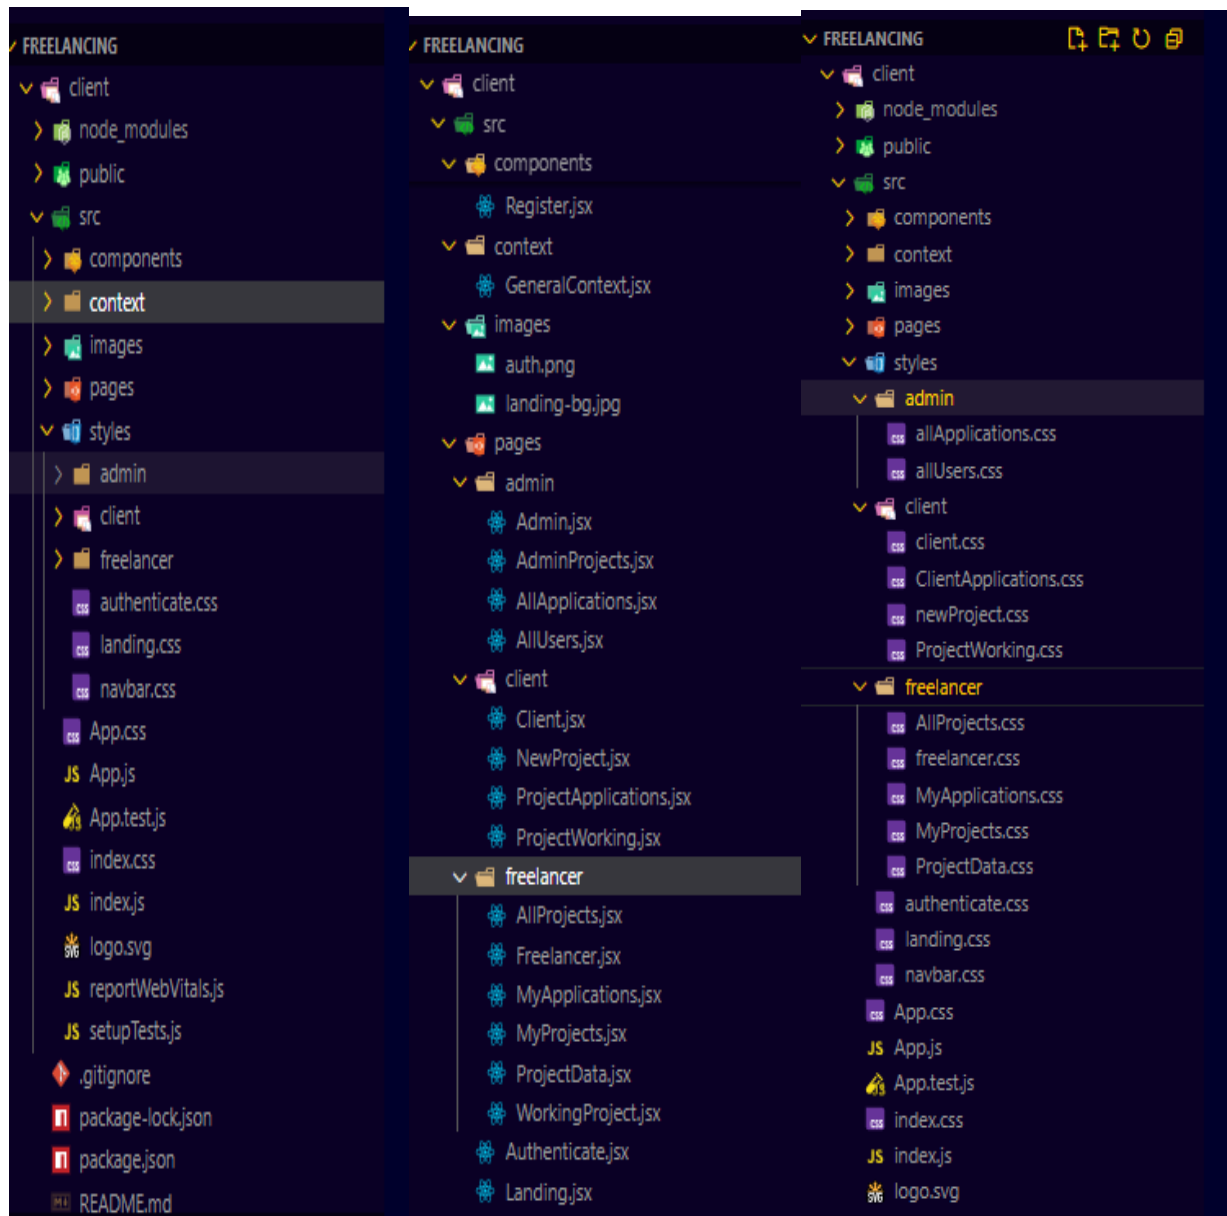 FREELANCING
client
node_modules
public
src
components
context
images
pages
styles
admin
client
freelancer
authenticate.css
landing.css
navbar.css
App.css
JS App.js
App.test.js
index.css
JS index.js
logo.svg
JS reportWebVitals.js
JS setupTests.js
.gitignore
package-lock.json
package.json
README.md
FREELANCING
client
src
components
Register.jsx
context
GeneralContext.jsx
images
auth.png
landing-bg.jpg
pages
admin
Admin.jsx
AdminProjects.jsx
AllApplications.jsx
AllUsers.jsx
client
Client.jsx
NewProject.jsx
ProjectApplications.jsx
ProjectWorking.jsx
freelancer
AllProjects.jsx
Freelancer.jsx
MyApplications.jsx
MyProjects.jsx
ProjectData.jsx
WorkingProject.jsx
Authenticate.jsx
Landing.jsx
FREELANCING
client
node_modules
public
src
components
context
images
pages
styles
admin
allApplications.css
allUsers.css
client
client.css
ClientApplications.css
newProject.css
ProjectWorking.css
freelancer
AllProjects.css
freelancer.css
MyApplications.css
MyProjects.css
ProjectData.css
authenticate.css
landing.css
navbar.css
App.css
JS App.js
App.test.js
index.css
JS index.js
logo.svg